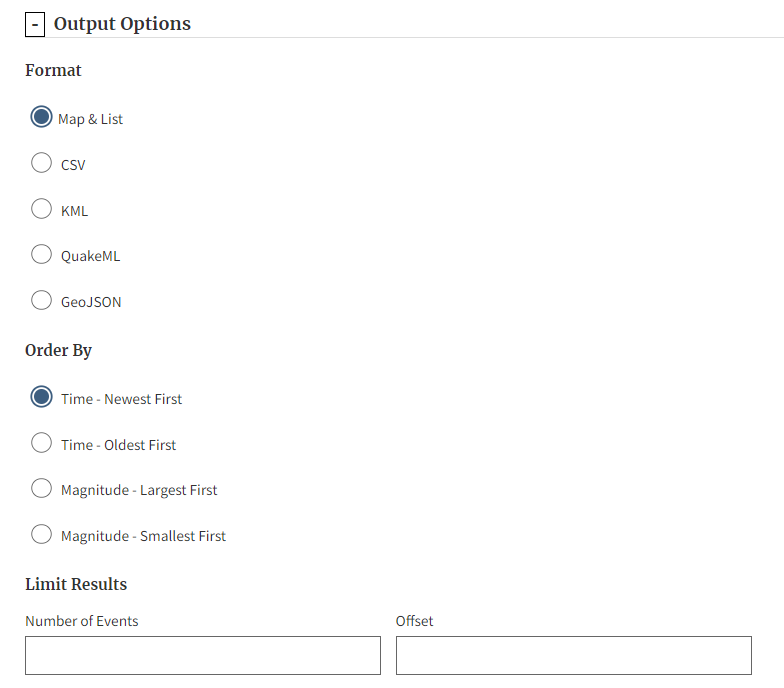 - Output Options
Format
Map & List
CSV
KML
QuakeML
GeoJSON
Order By
Time - Newest First
Time - Oldest First
Magnitude - Largest First
Magnitude - Smallest First
Limit Results
Number of Events Offset